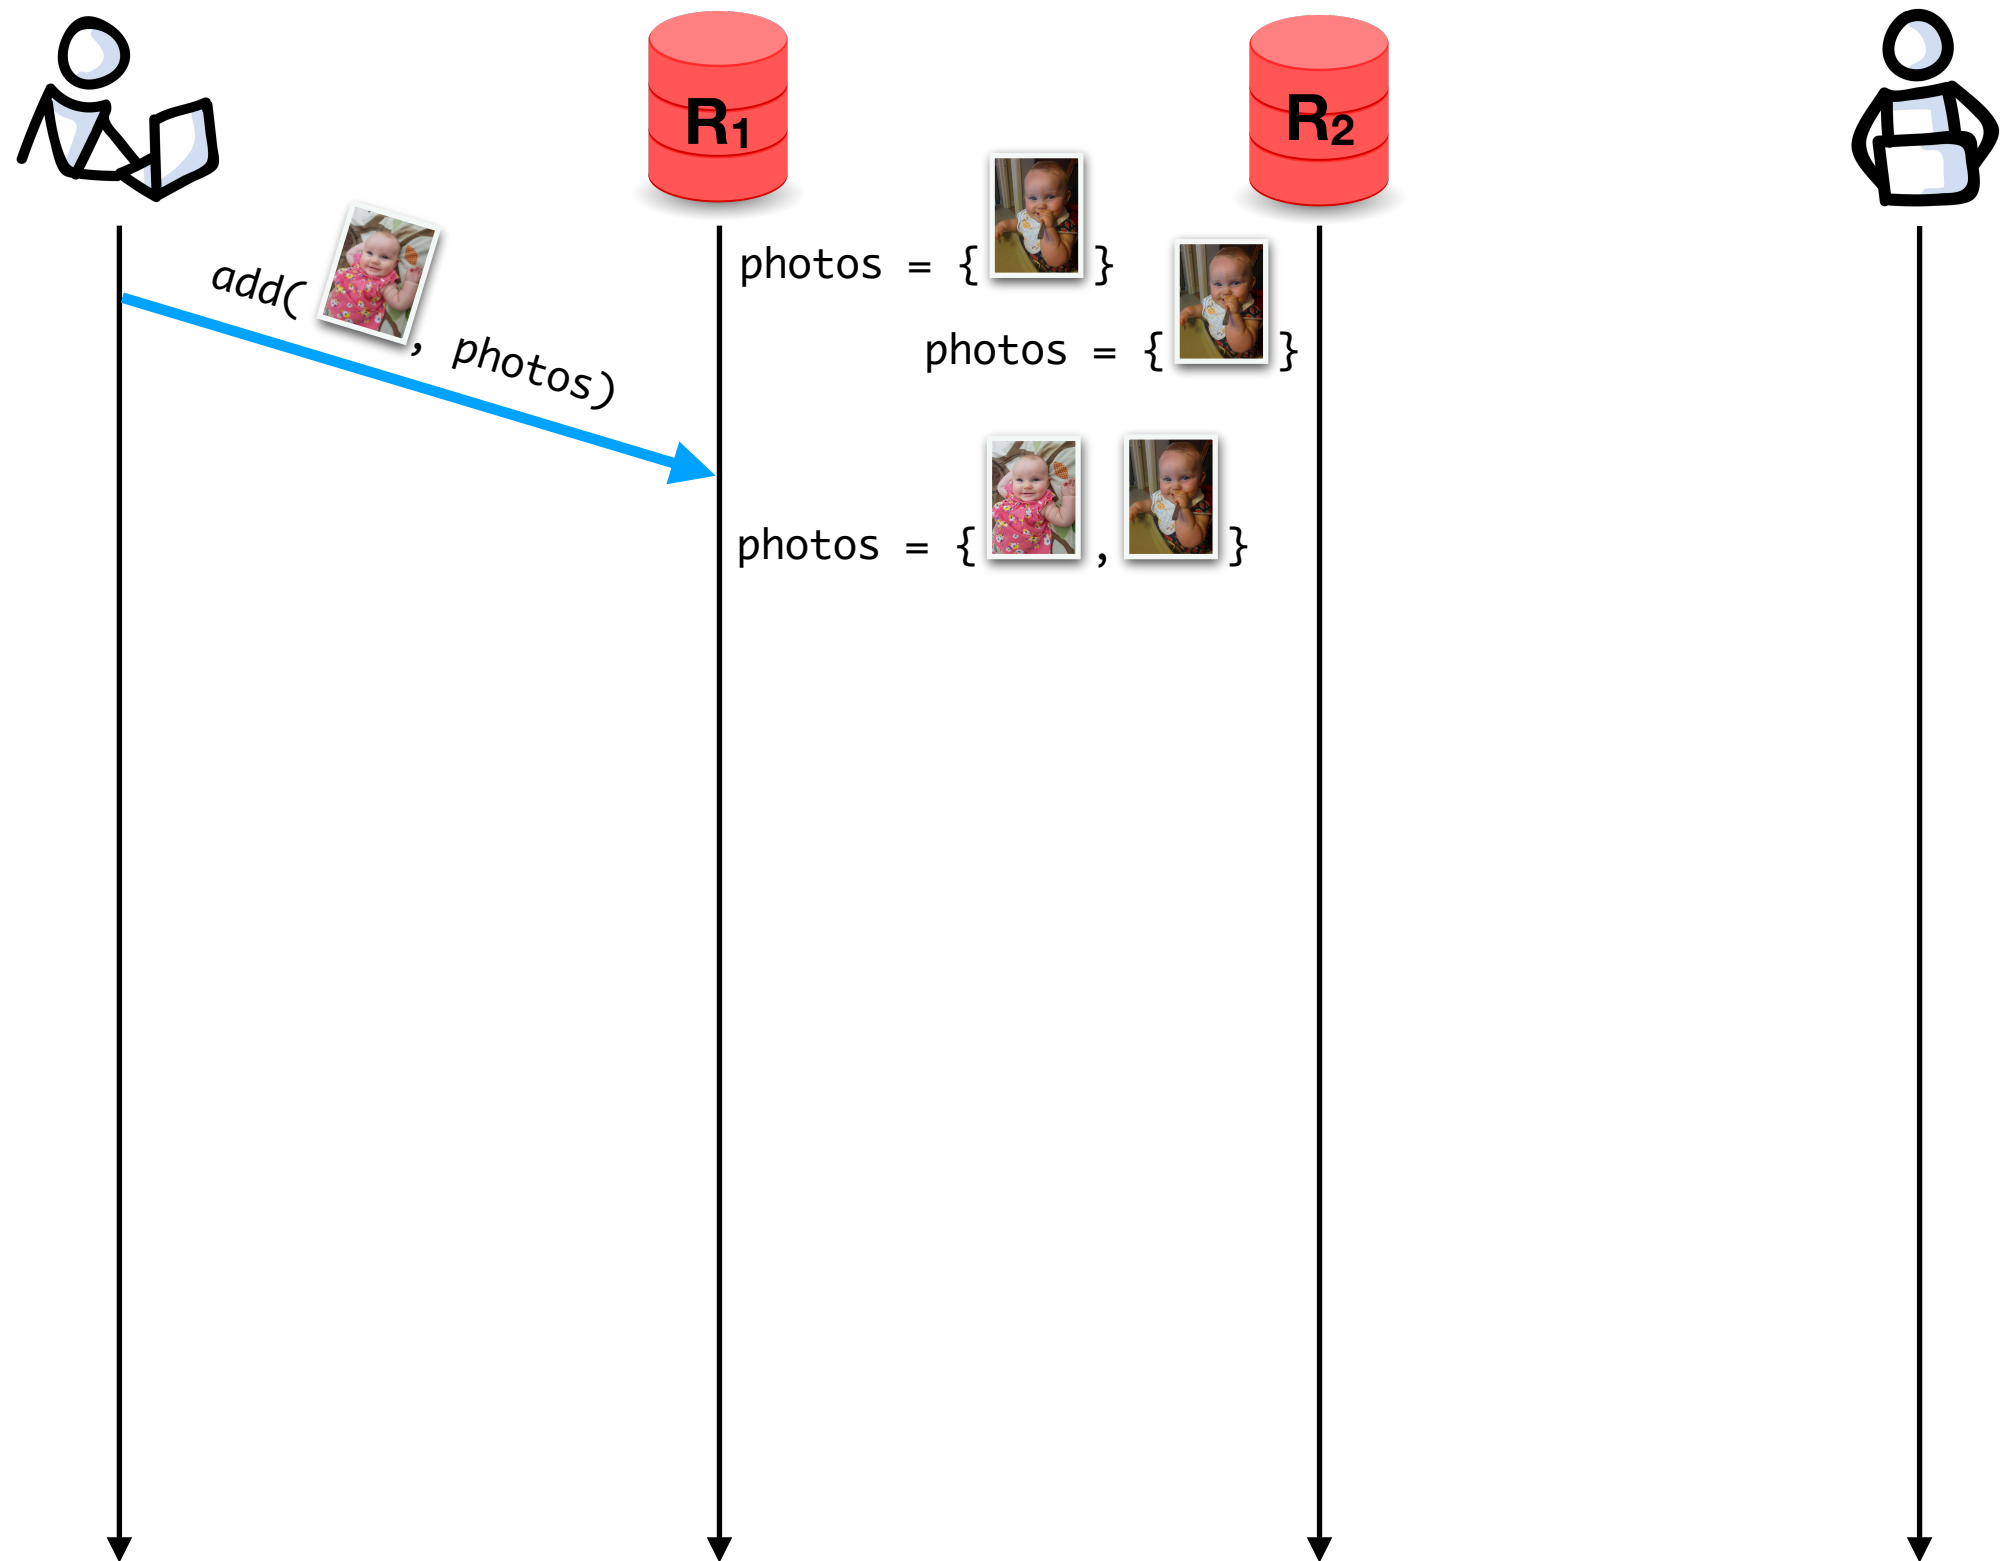 R1
R2
photos = { }
add( , photos)
photos = { }
photos = { , }